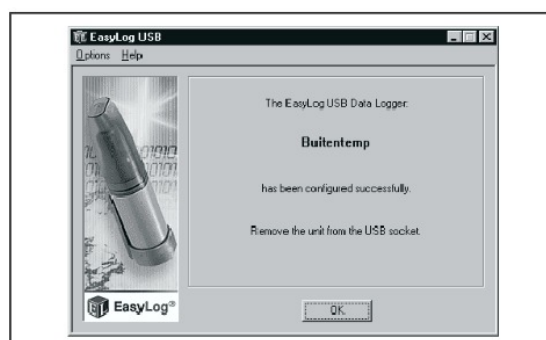 EasyLog USB
Options Help
The EasyLog USB Data Logger:
Buitentemp
has been configured successfully.
Remove the unit from the USB socket.
EasyLog®
OK